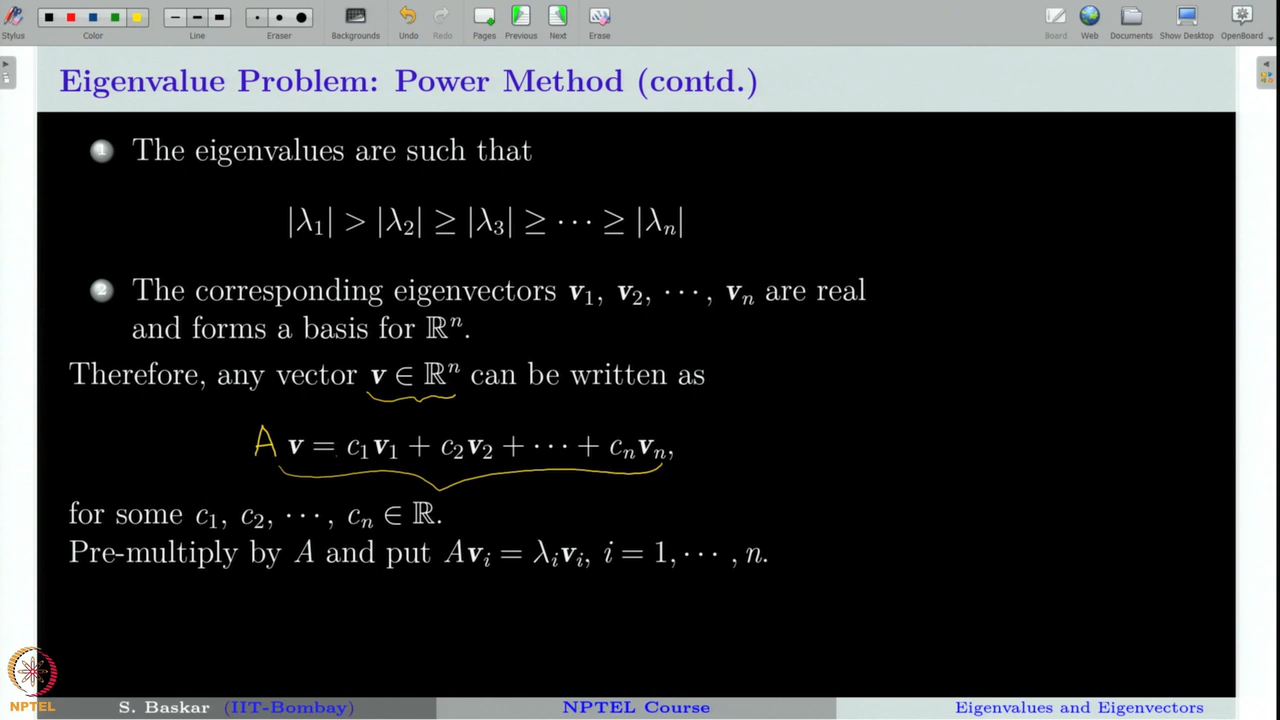 Stylus Color Line Eraser Backgrounds Undo Redo Pages Previous Next Erase Board Web Documents Show Desktop OpenBoard
Eigenvalue Problem: Power Method (contd.)
1 The eigenvalues are such that
|λ₁| > |λ₂| ≥ |λ₃| ≥ ⋯ ≥ |λₙ|
2 The corresponding eigenvectors v₁, v₂, ⋯, vₙ are real
and forms a basis for ℝⁿ.
Therefore, any vector v ∈ ℝⁿ can be written as
A v = c₁v₁ + c₂v₂ + ⋯ + cₙvₙ,
for some c₁, c₂, ⋯, cₙ ∈ ℝ.
Pre-multiply by A and put Avᵢ = λᵢvᵢ, i = 1, ⋯ , n.
NPTEL
S. Baskar (IIT-Bombay) NPTEL Course Eigenvalues and Eigenvectors